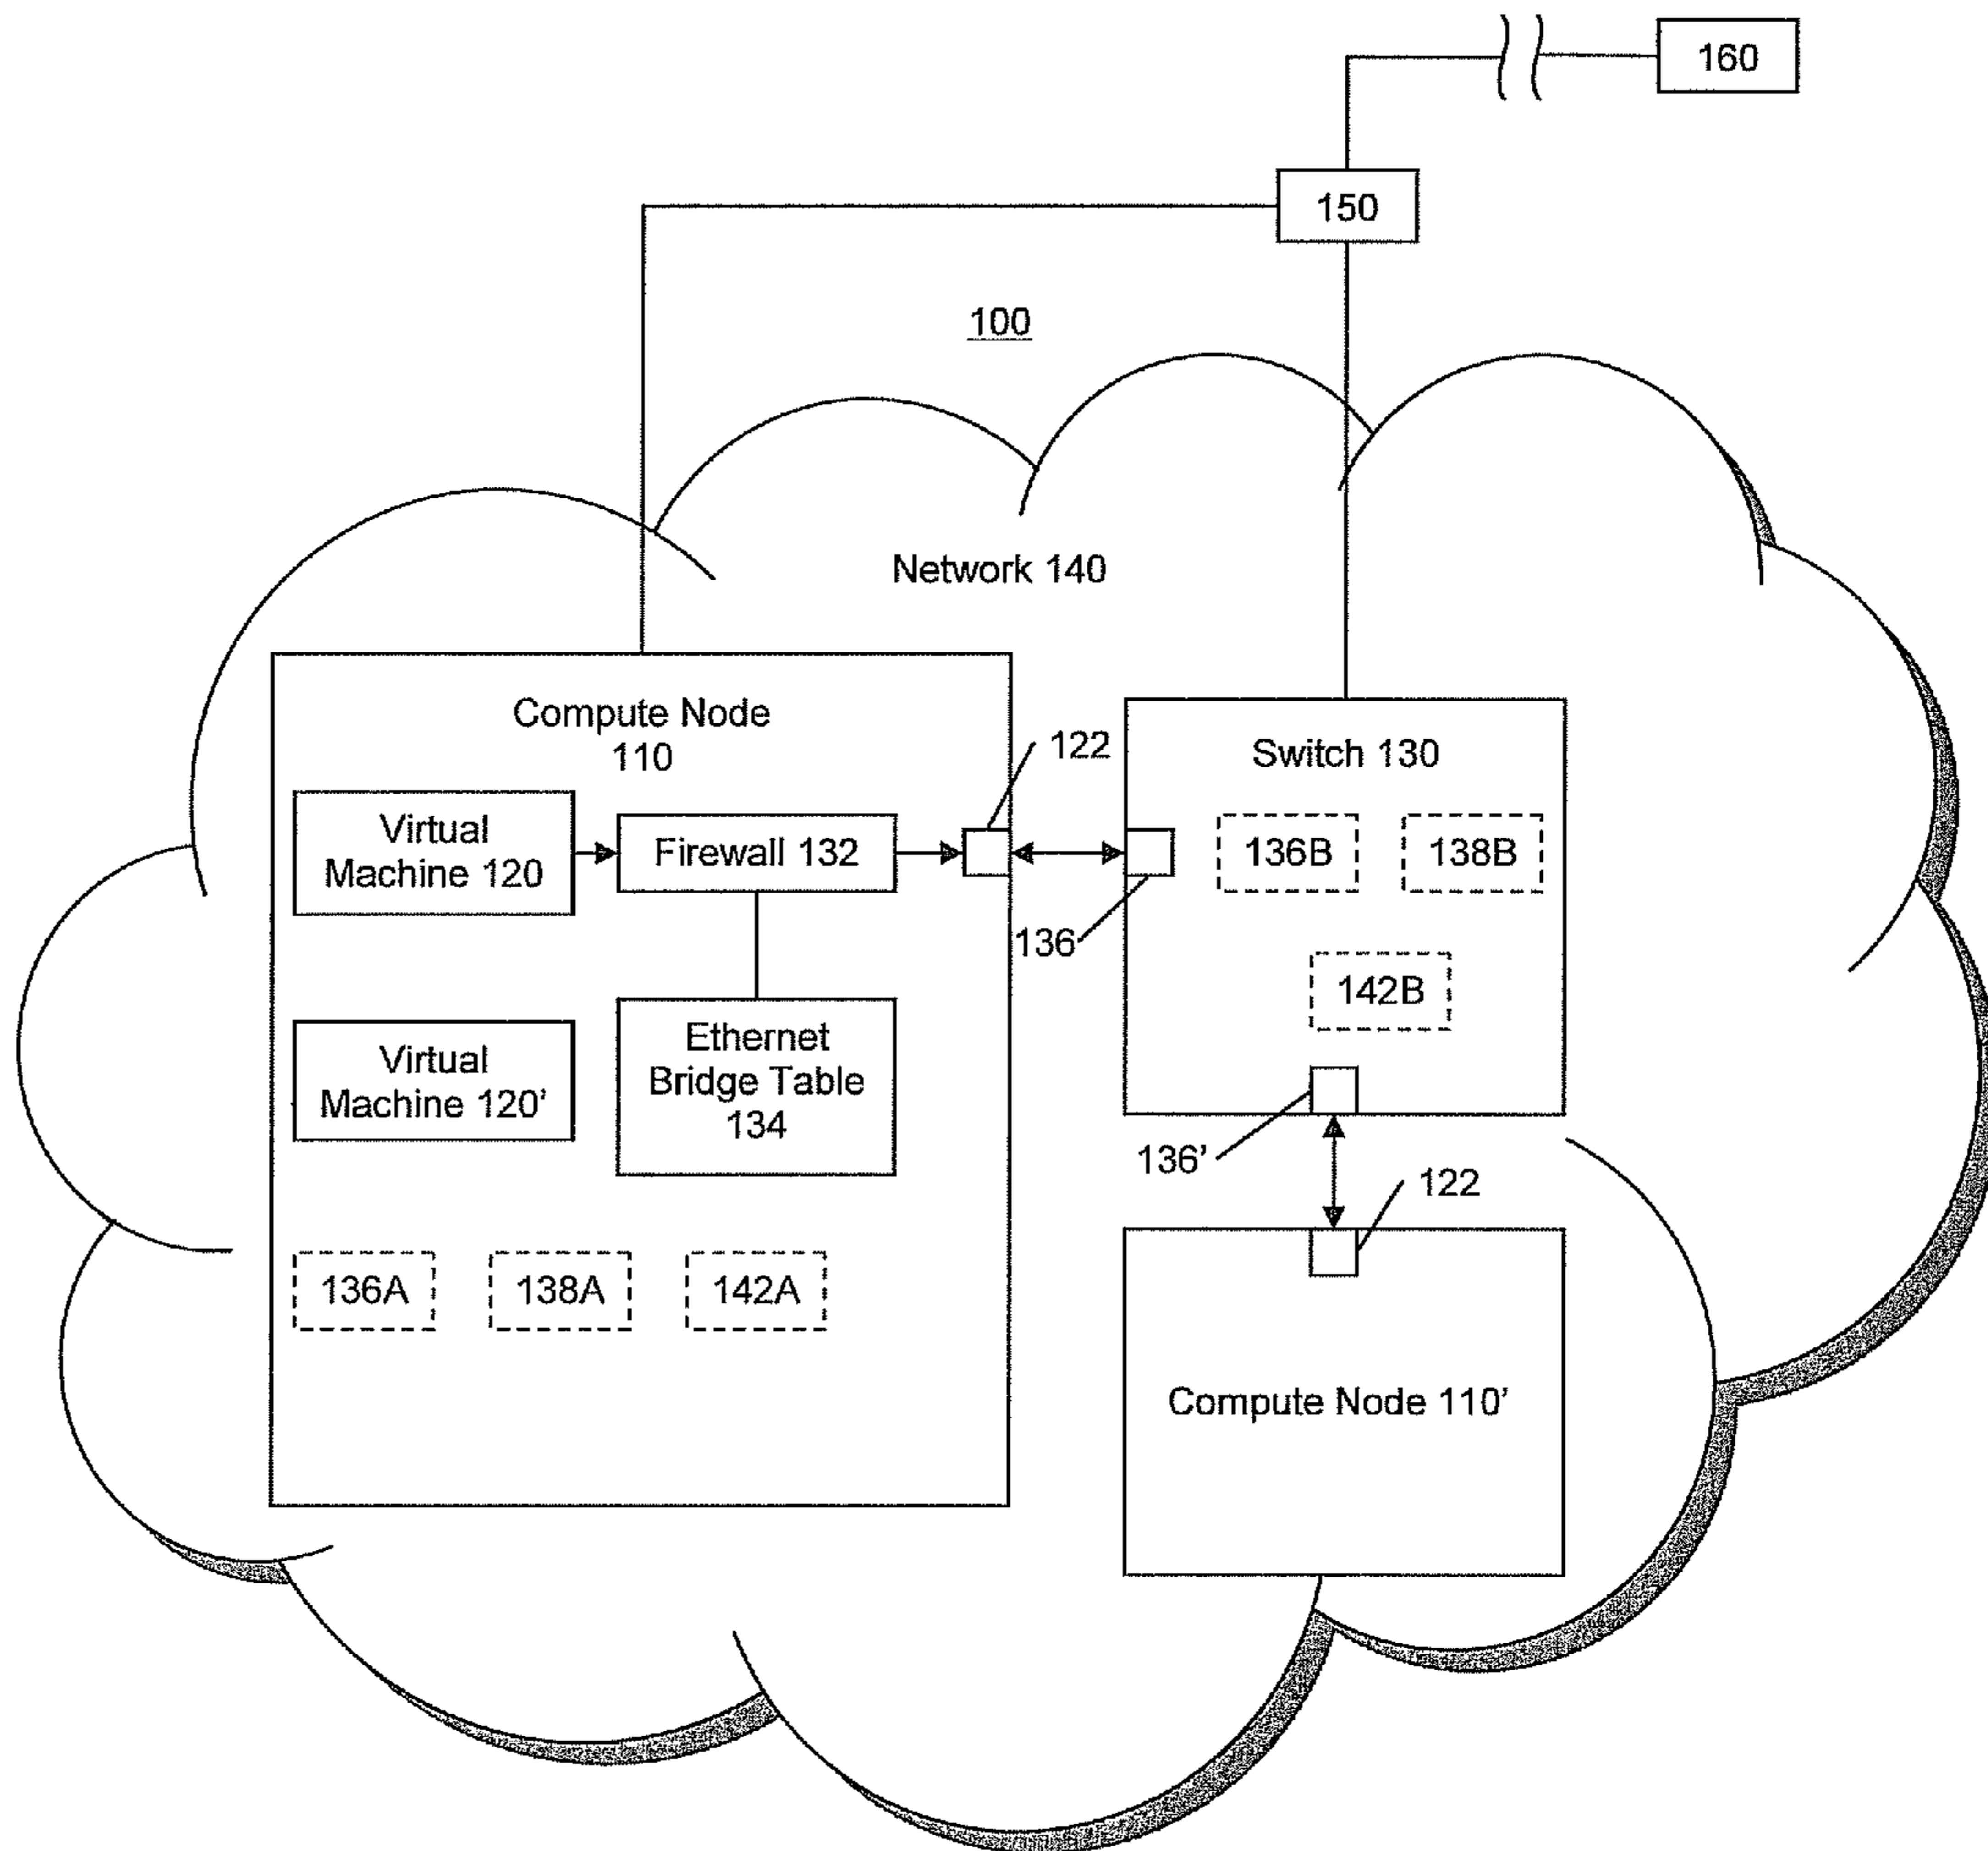 160
150
100
Network 140
Compute Node
110
122
Switch 130
Virtual
Machine 120
Firewall 132
136B
138B
136
142B
Virtual
Machine 120'
Ethernet
Bridge Table
134
136'
122
136A
138A
142A
Compute Node 110'